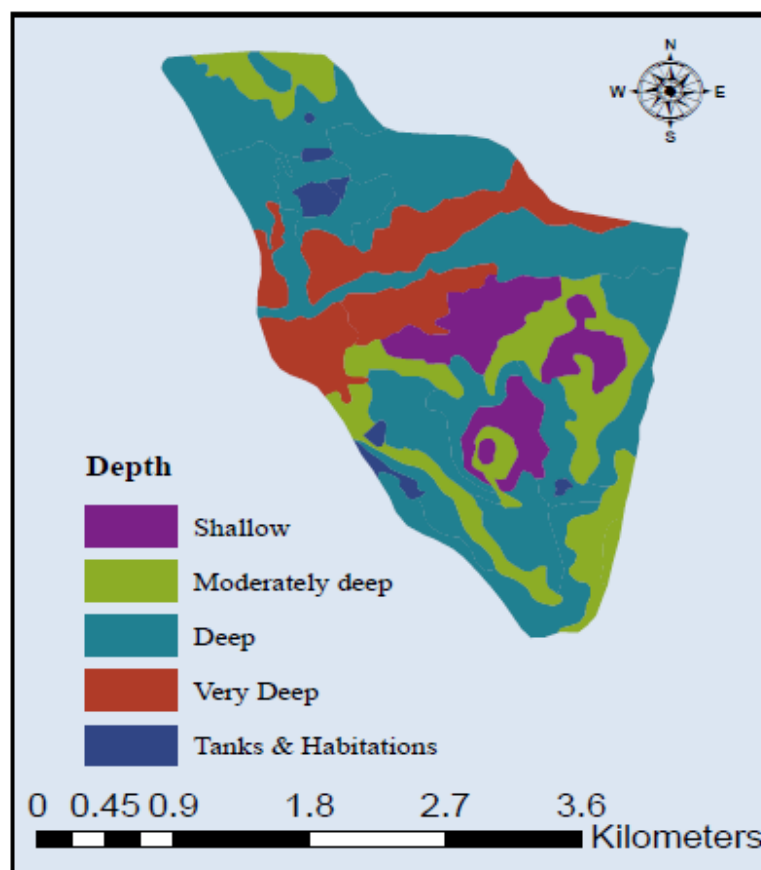 N
W E
S
Depth
Shallow
Moderately deep
Deep
Very Deep
Tanks & Habitations
0 0.45 0.9 1.8 2.7 3.6
Kilometers